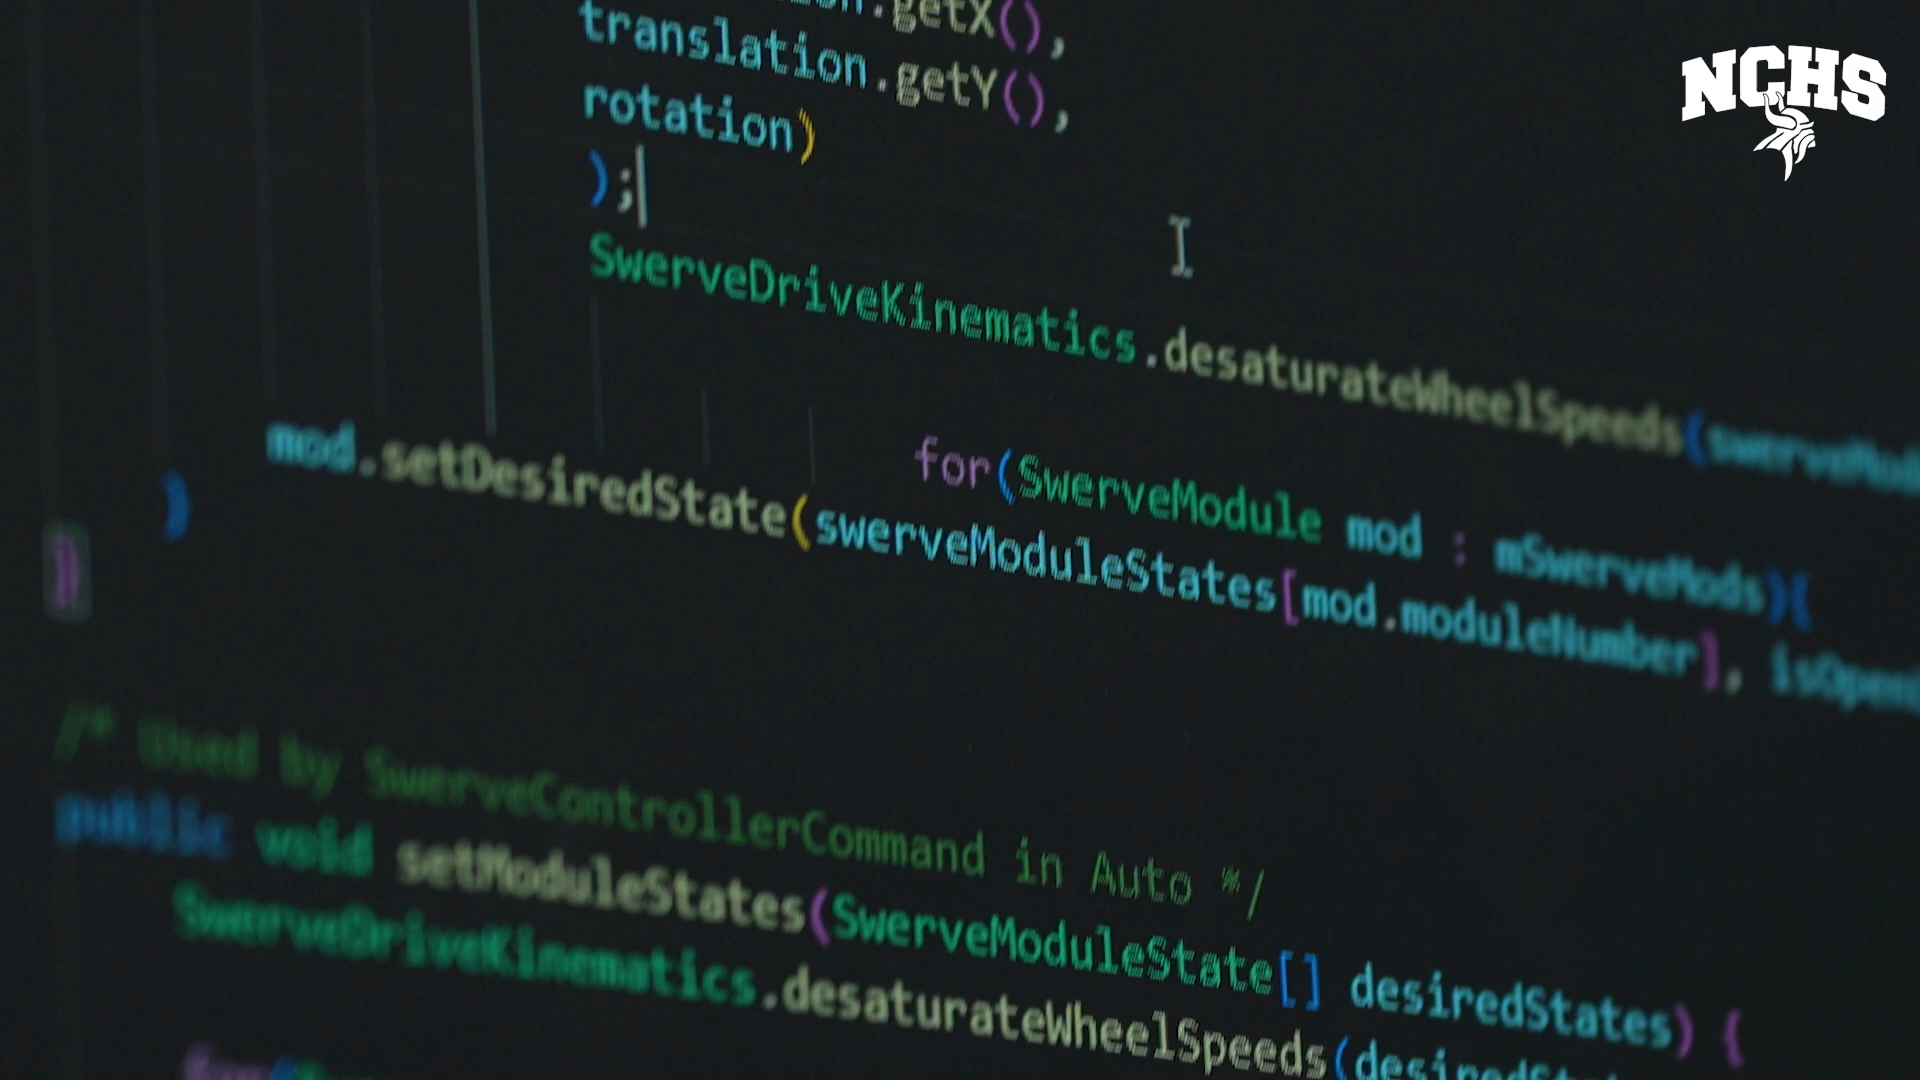 .getX(),
translation.getY(),
rotation)
);
SwerveDriveKinematics.desaturateWheelSpeeds(
for(SwerveModule mod : mSwerveMods){
mod.setDesiredState(swerveModuleStates[mod.moduleNumber],
}
}
/* Used by SwerveControllerCommand in Auto */
public void setModuleStates(SwerveModuleState[] desiredStates) {
SwerveDriveKinematics.desaturateWheelSpeeds(
NCHS